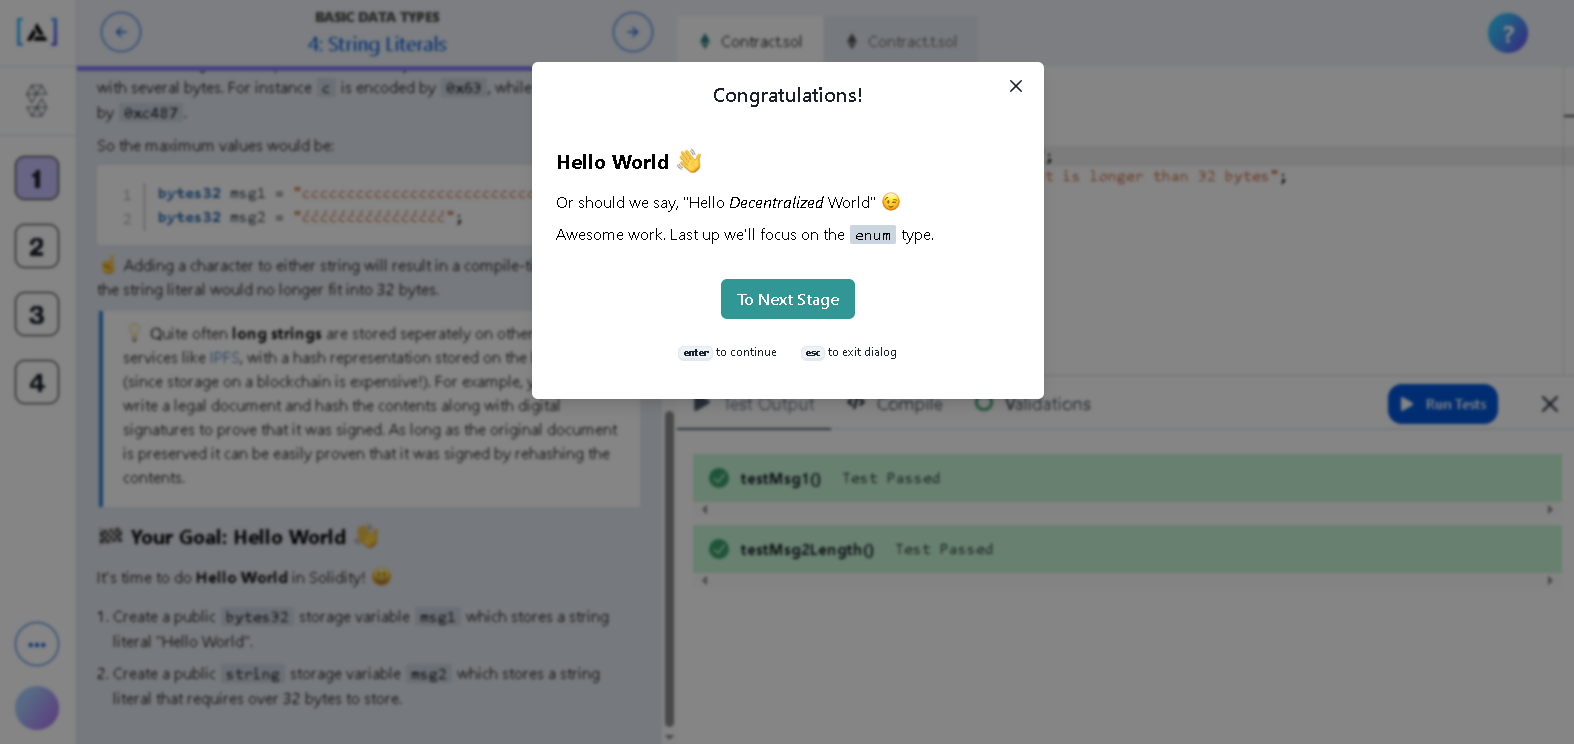 BASIC DATA TYPES
4: String Literals
Contract.sol
Contract.t.sol
?
1
2
3
4
with several bytes. For instance c is encoded by 0x63, while
by 0xc487.
So the maximum values would be:
1 bytes32 msg1 =
2 bytes32 msg2 =
☝ Adding a character to either string will result in a compile-
the string literal would no longer fit into 32 bytes.
💡 Quite often long strings are stored seperately on other
services like IPFS, with a hash representation stored on the
(since storage on a blockchain is expensive!). For example,
write a legal document and hash the contents along with digital
signatures to prove that it was signed. As long as the original document
is preserved it can be easily proven that it was signed by rehashing the
contents.
🏁 Your Goal: Hello World 👋
It's time to do Hello World in Solidity! 😀
1. Create a public bytes32 storage variable msg1 which stores a string
literal "Hello World".
2. Create a public string storage variable msg2 which stores a string
literal that requires over 32 bytes to store.
Congratulations!
Hello World 👋
Or should we say, "Hello Decentralized World" 😉
Awesome work. Last up we'll focus on the enum type.
To Next Stage
enter to continue esc to exit dialog
;
t is longer than 32 bytes";
Test Output
Compile
Validations
Run Tests
testMsg1() Test Passed
testMsg2Length() Test Passed